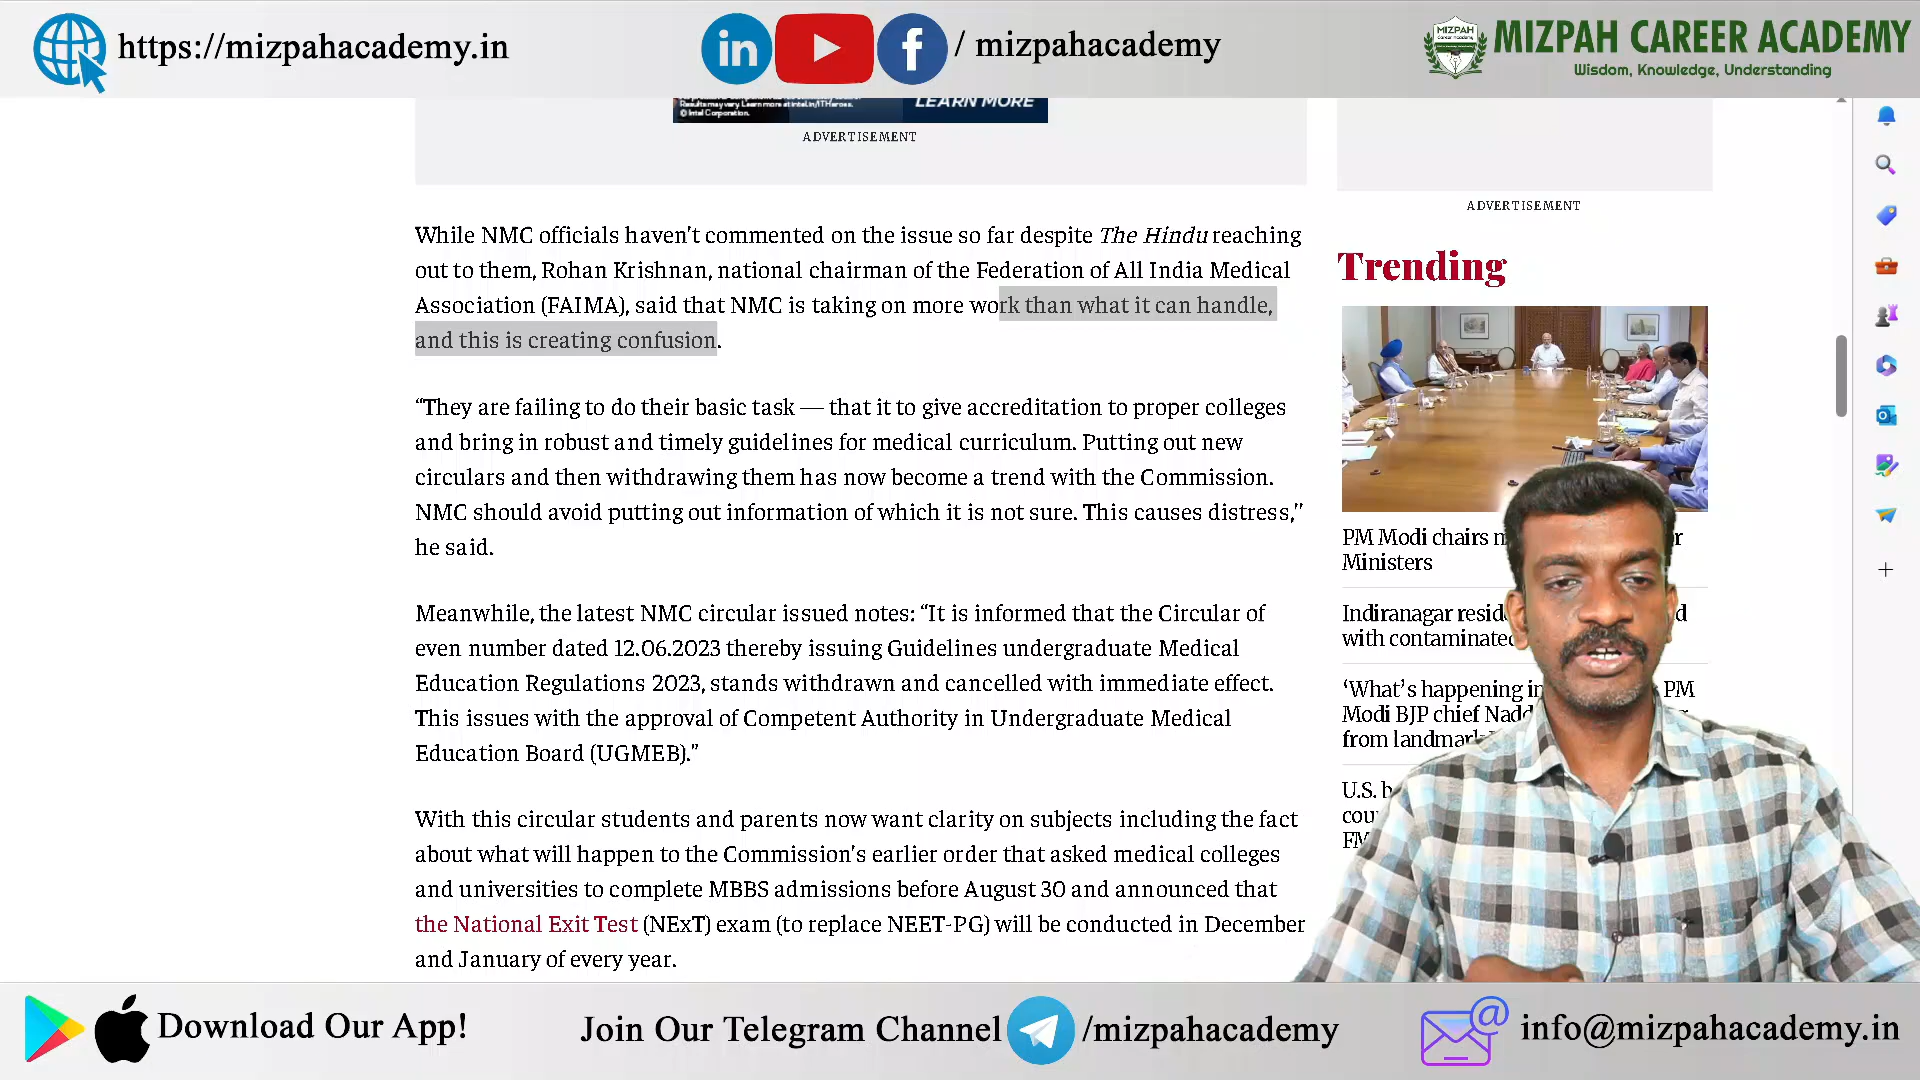 https://mizpahacademy.in
/ mizpahacademy
MIZPAH
MIZPAH CAREER ACADEMY
Wisdom, Knowledge, Understanding
Results may vary. Learn more at intel.in/ITHeroes.
© Intel Corporation.
LEARN MORE
ADVERTISEMENT
While NMC officials haven’t commented on the issue so far despite The Hindu reaching
out to them, Rohan Krishnan, national chairman of the Federation of All India Medical
Association (FAIMA), said that NMC is taking on more work than what it can handle,
and this is creating confusion.
“They are failing to do their basic task — that it to give accreditation to proper colleges
and bring in robust and timely guidelines for medical curriculum. Putting out new
circulars and then withdrawing them has now become a trend with the Commission.
NMC should avoid putting out information of which it is not sure. This causes distress,’’
he said.
Meanwhile, the latest NMC circular issued notes: “It is informed that the Circular of
even number dated 12.06.2023 thereby issuing Guidelines undergraduate Medical
Education Regulations 2023, stands withdrawn and cancelled with immediate effect.
This issues with the approval of Competent Authority in Undergraduate Medical
Education Board (UGMEB).”
With this circular students and parents now want clarity on subjects including the fact
about what will happen to the Commission’s earlier order that asked medical colleges
and universities to complete MBBS admissions before August 30 and announced that
the National Exit Test (NExT) exam (to replace NEET-PG) will be conducted in December
and January of every year.
ADVERTISEMENT
Trending
PM Modi chairs
Ministers
Indiranagar
with contaminated
‘What’s happening in PM
Modi BJP chief
from
U.S.
Download Our App!
Join Our Telegram Channel /mizpahacademy
info@mizpahacademy.in